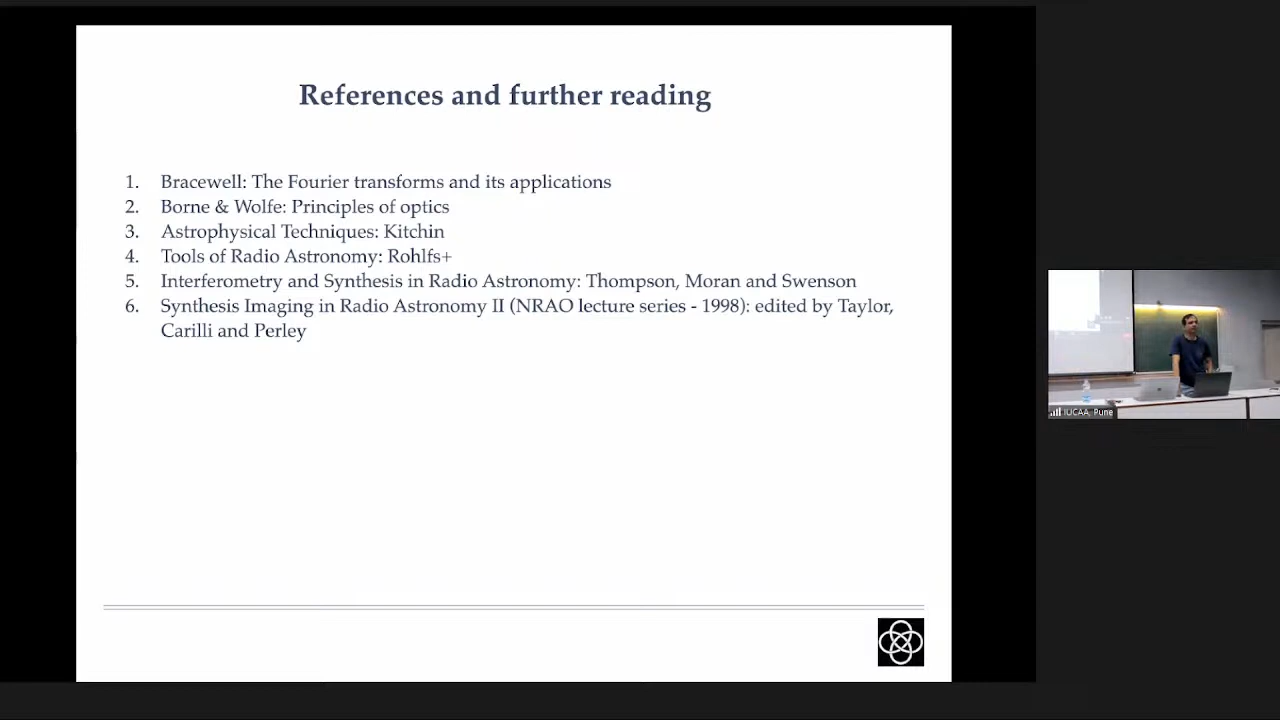 References and further reading
1. Bracewell: The Fourier transforms and its applications
2. Borne & Wolfe: Principles of optics
3. Astrophysical Techniques: Kitchin
4. Tools of Radio Astronomy: Rohlfs+
5. Interferometry and Synthesis in Radio Astronomy: Thompson, Moran and Swenson
6. Synthesis Imaging in Radio Astronomy II (NRAO lecture series - 1998): edited by Taylor,
Carilli and Perley
IUCAA, Pune